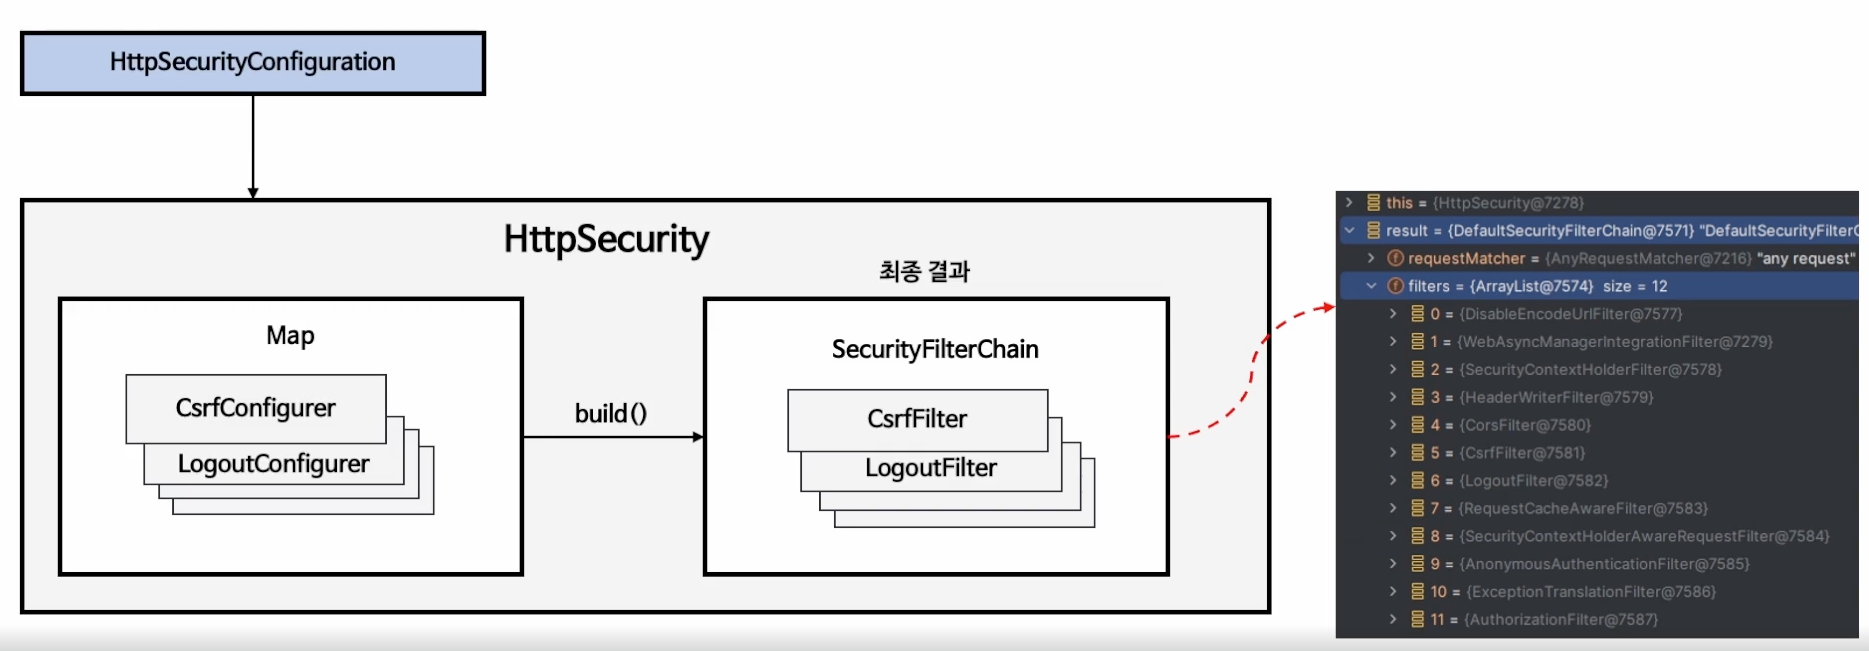 HttpSecurityConfiguration
HttpSecurity
최종 결과
Map
CsrfConfigurer
LogoutConfigurer
build()
SecurityFilterChain
CsrfFilter
LogoutFilter
this = {HttpSecurity@7278}
result = {DefaultSecurityFilterChain@7571} "DefaultSecurityFilterC
requestMatcher = {AnyRequestMatcher@7216} "any request"
filters = {ArrayList@7574} size = 12
0 = {DisableEncodeUrlFilter@7577}
1 = {WebAsyncManagerIntegrationFilter@7279}
2 = {SecurityContextHolderFilter@7578}
3 = {HeaderWriterFilter@7579}
4 = {CorsFilter@7580}
5 = {CsrfFilter@7581}
6 = {LogoutFilter@7582}
7 = {RequestCacheAwareFilter@7583}
8 = {SecurityContextHolderAwareRequestFilter@7584}
9 = {AnonymousAuthenticationFilter@7585}
10 = {ExceptionTranslationFilter@7586}
11 = {AuthorizationFilter@7587}